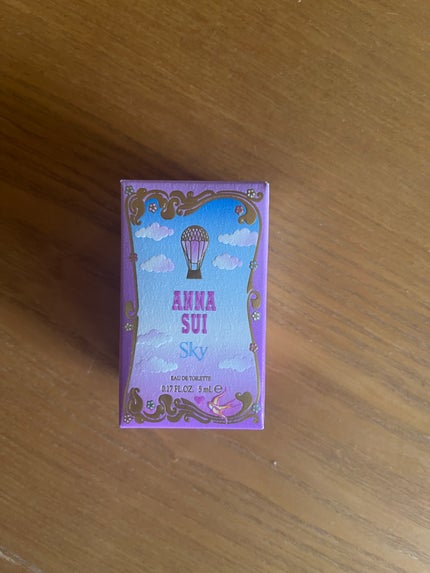 ANNA
SUI
Sky
EAU DE TOILETTE
0.17 FL.OZ. 5 mL ℮